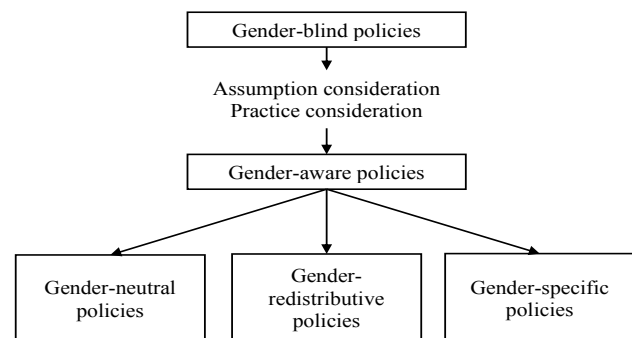 Gender-blind policies
Assumption consideration
Practice consideration
Gender-aware policies
Gender-neutral
policies
Gender-
redistributive
policies
Gender-specific
policies